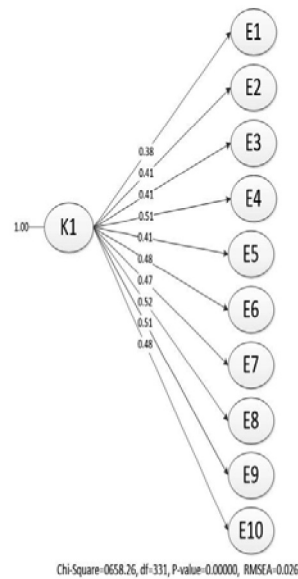 E1
E2
E3
E4
E5
E6
E7
E8
E9
E10
0.38
0.41
0.41
0.51
0.41
0.48
0.47
0.52
0.51
0.48
1.00
K1
Chi-Square=0658.26, df=331, P-value=0.00000, RMSEA=0.026